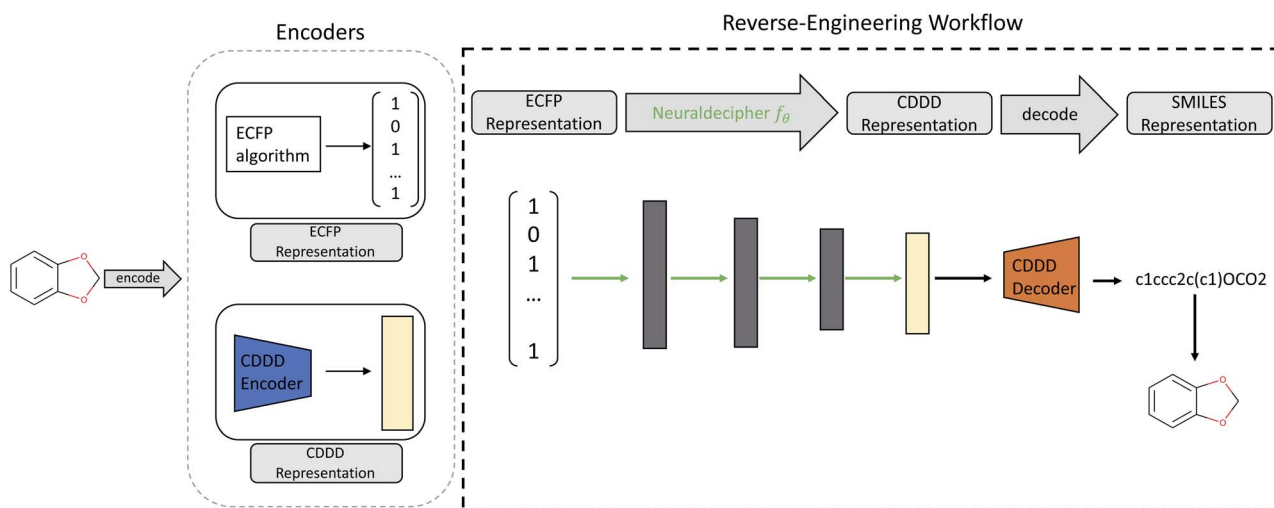 Encoders
ECFP
algorithm
1
0
1
...
1
ECFP
Representation
O
O
encode
CDDD
Encoder
CDDD
Representation
Reverse-Engineering Workflow
ECFP
Representation
Neuraldecipher fθ
CDDD
Representation
decode
SMILES
Representation
1
0
1
...
1
CDDD
Decoder
c1ccc2c(c1)OCO2
O
O